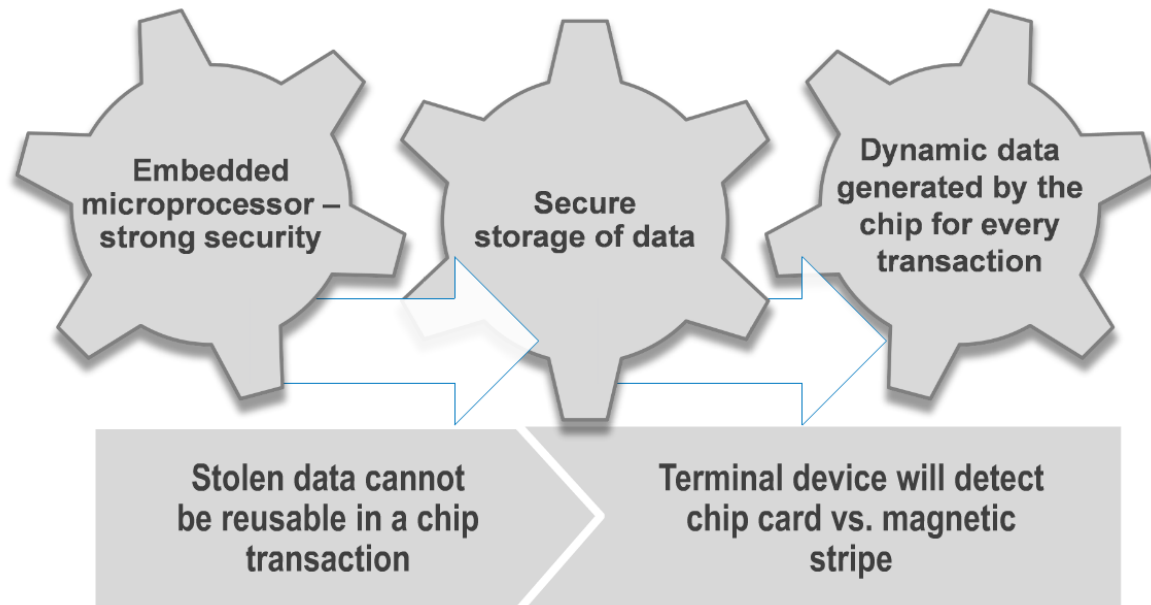 Embedded
microprocessor –
strong security
Secure
storage of data
Dynamic data
generated by the
chip for every
transaction
Stolen data cannot
be reusable in a chip
transaction
Terminal device will detect
chip card vs. magnetic
stripe